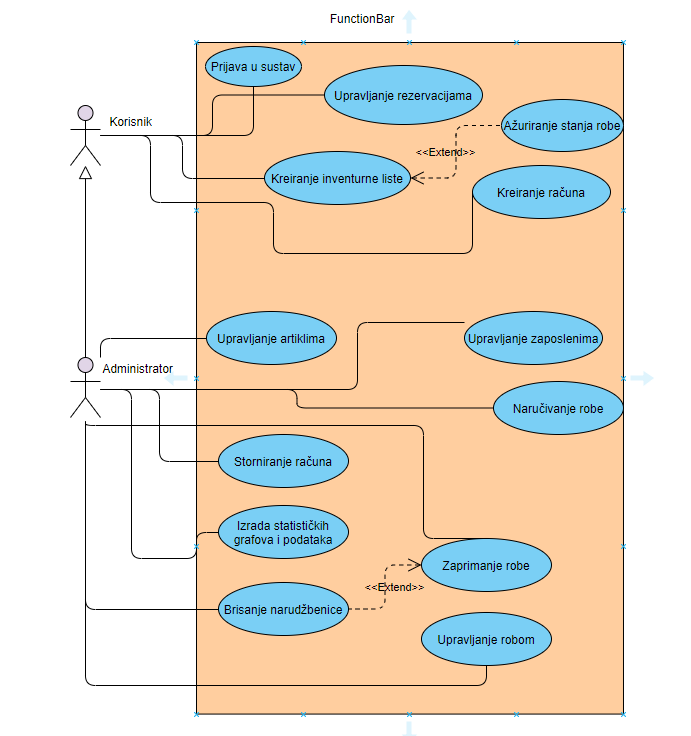 FunctionBar
Prijava u sustav
Upravljanje rezervacijama
Korisnik
Ažuriranje stanja robe
<<Extend>>
Kreiranje inventurne liste
Kreiranje računa
Upravljanje artiklima
Upravljanje zaposlenima
Administrator
Naručivanje robe
Storniranje računa
Izrada statističkih
grafova i podataka
Zaprimanje robe
<<Extend>>
Brisanje narudžbenice
Upravljanje robom